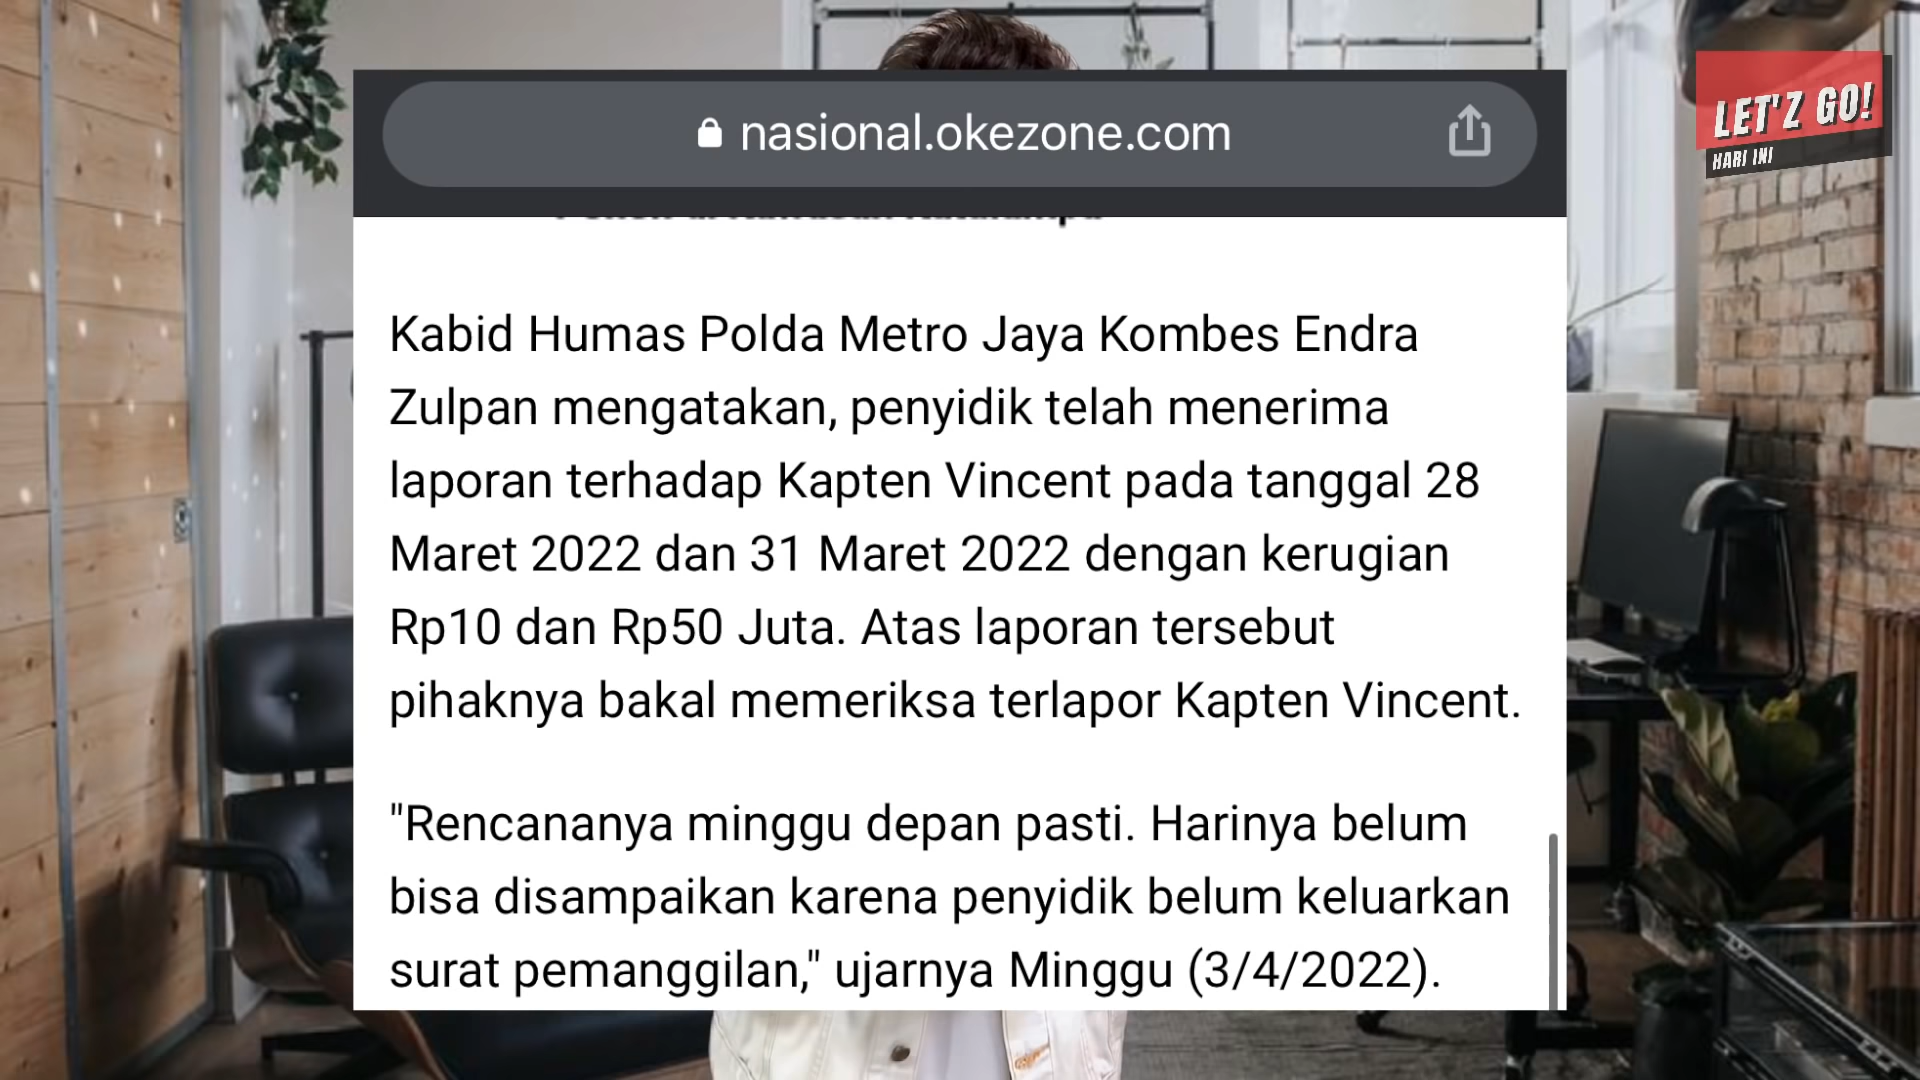 nasional.okezone.com
LET'Z GO!
HARI INI
Kabid Humas Polda Metro Jaya Kombes Endra
Zulpan mengatakan, penyidik telah menerima
laporan terhadap Kapten Vincent pada tanggal 28
Maret 2022 dan 31 Maret 2022 dengan kerugian
Rp10 dan Rp50 Juta. Atas laporan tersebut
pihaknya bakal memeriksa terlapor Kapten Vincent.
"Rencananya minggu depan pasti. Harinya belum
bisa disampaikan karena penyidik belum keluarkan
surat pemanggilan," ujarnya Minggu (3/4/2022).